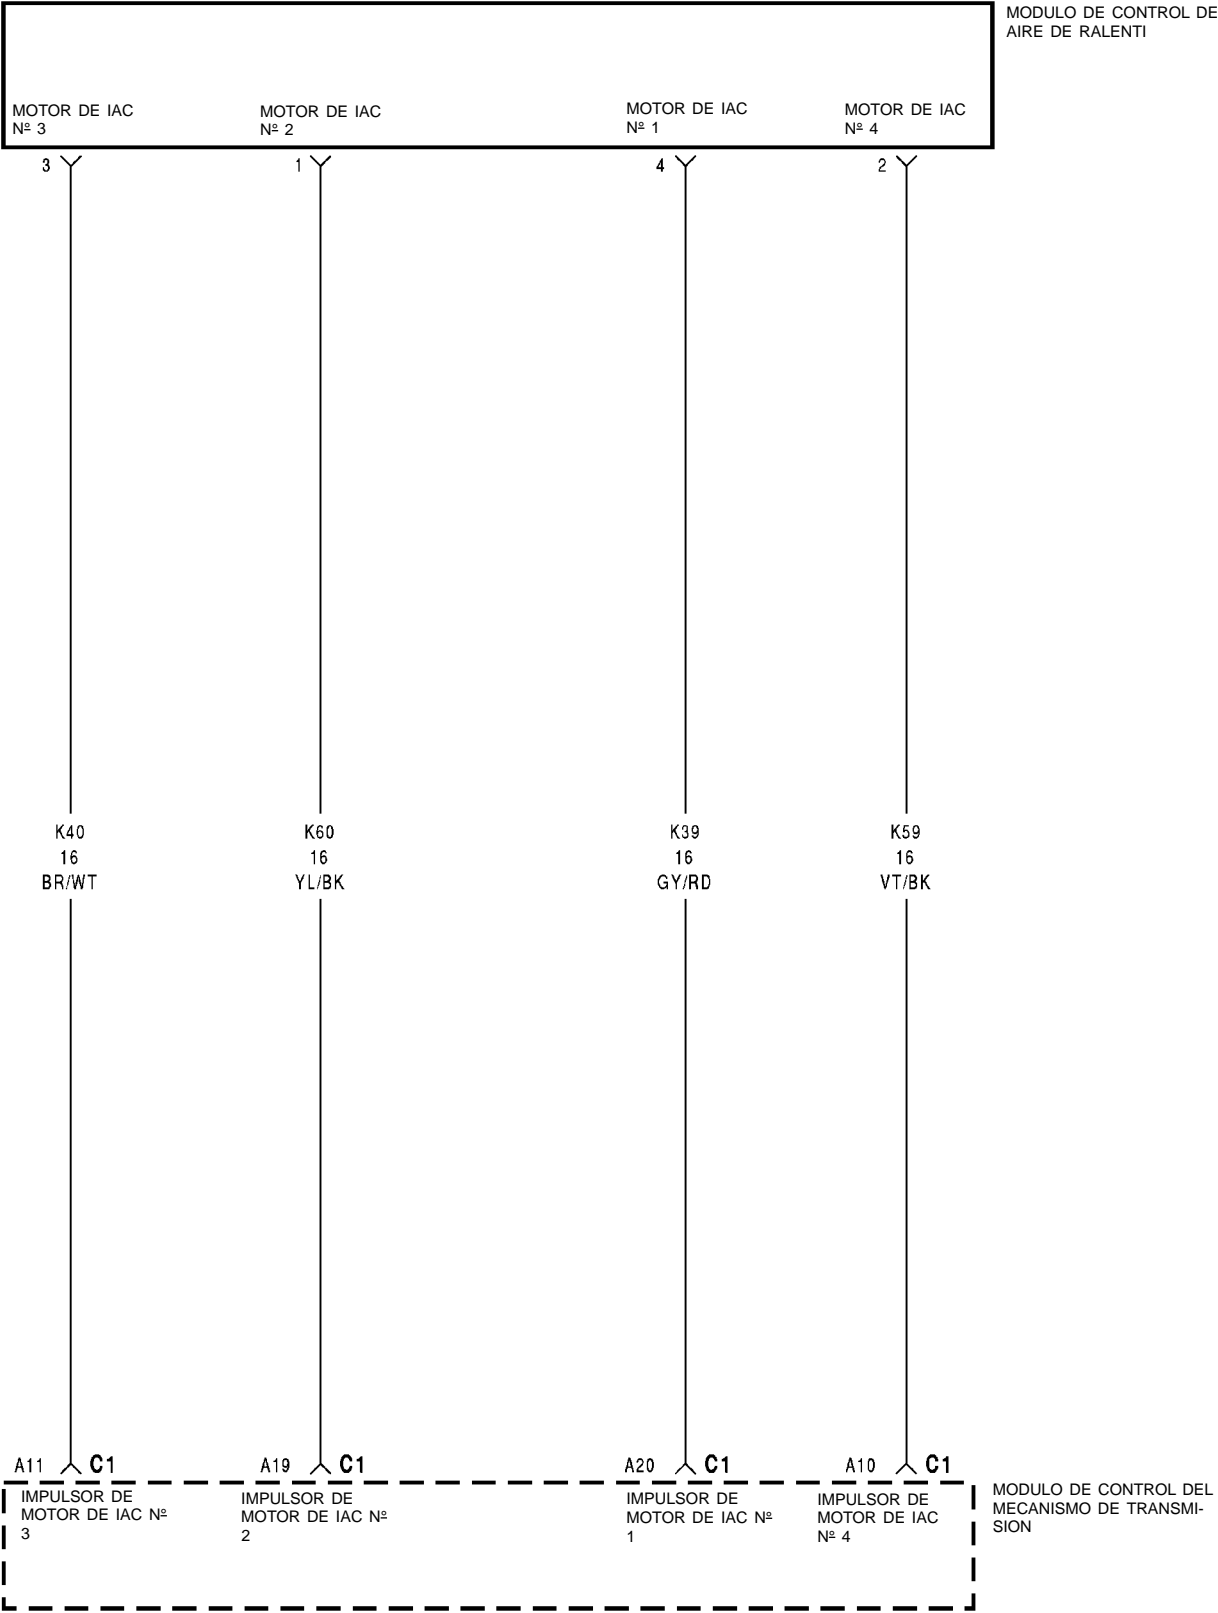 MODULO DE CONTROL DE
AIRE DE RALENTI
MOTOR DE IAC
Nº 3
MOTOR DE IAC
Nº 2
MOTOR DE IAC
Nº 1
MOTOR DE IAC
Nº 4
3
1
4
2
K40
16
BR/WT
K60
16
YL/BK
K39
16
GY/RD
K59
16
VT/BK
A11 C1
A19 C1
A20 C1
A10 C1
IMPULSOR DE
MOTOR DE IAC Nº
3
IMPULSOR DE
MOTOR DE IAC Nº
2
IMPULSOR DE
MOTOR DE IAC Nº
1
IMPULSOR DE
MOTOR DE IAC
Nº 4
MODULO DE CONTROL DEL
MECANISMO DE TRANSMI-
SION